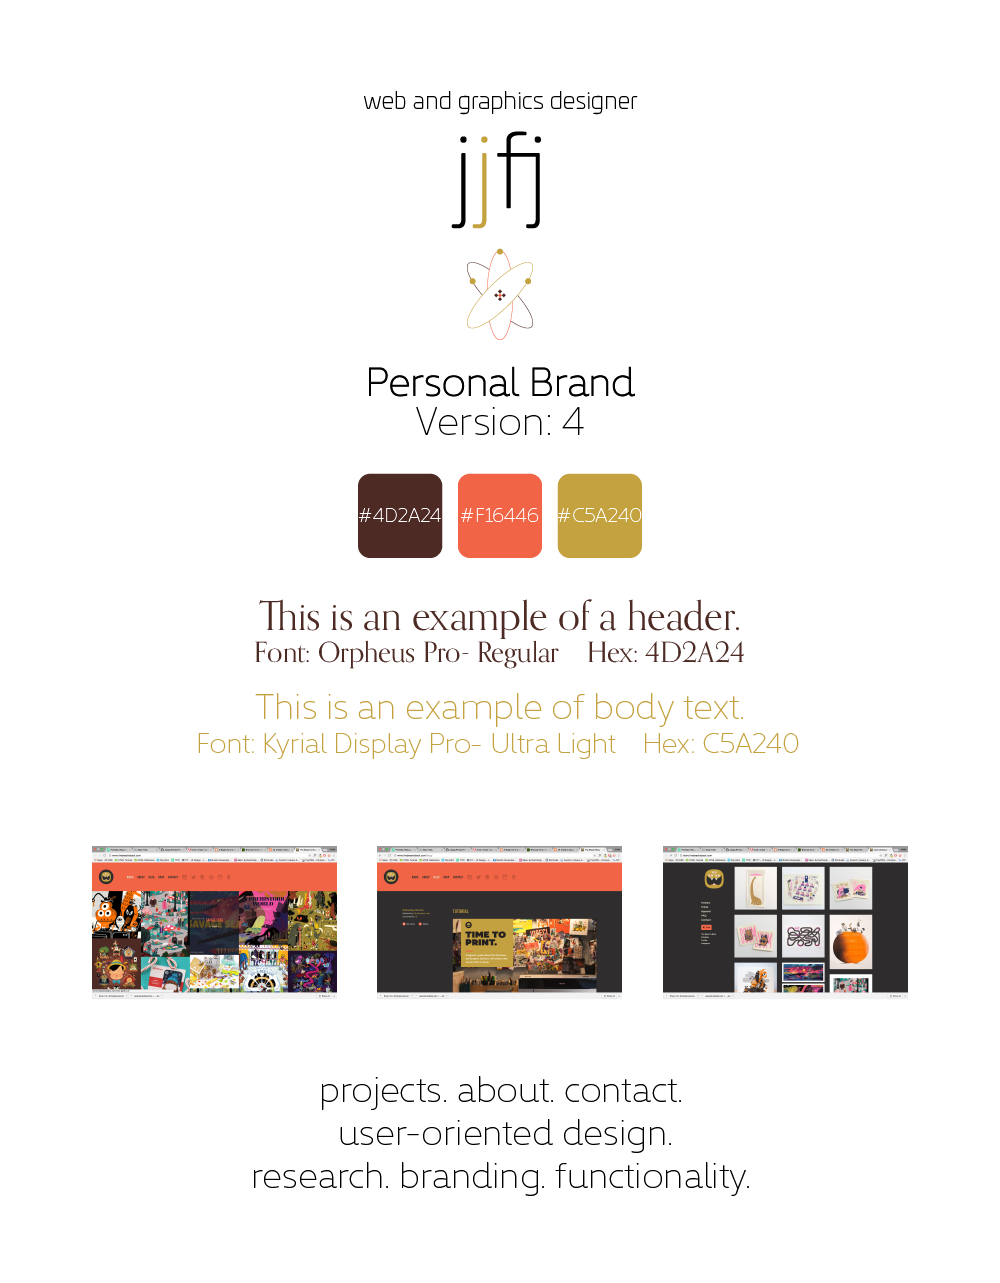 web and graphics designer
jjfj
Personal Brand
Version: 4
#4D2A24 #F16446 #C5A240
This is an example of a header.
Font: Orpheus Pro- Regular Hex: 4D2A24
This is an example of body text.
Font: Kyrial Display Pro- Ultra Light Hex: C5A240
TUTORIAL
TIME TO
PRINT.
projects. about. contact.
user-oriented design.
research. branding. functionality.